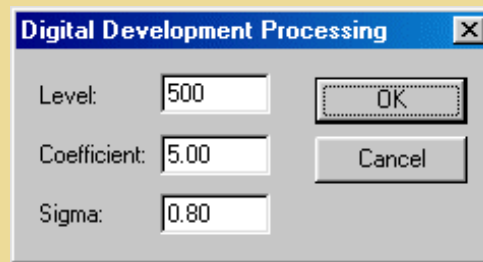 Digital Development Processing
Level: 500 OK
Coefficient: 5.00 Cancel
Sigma: 0.80